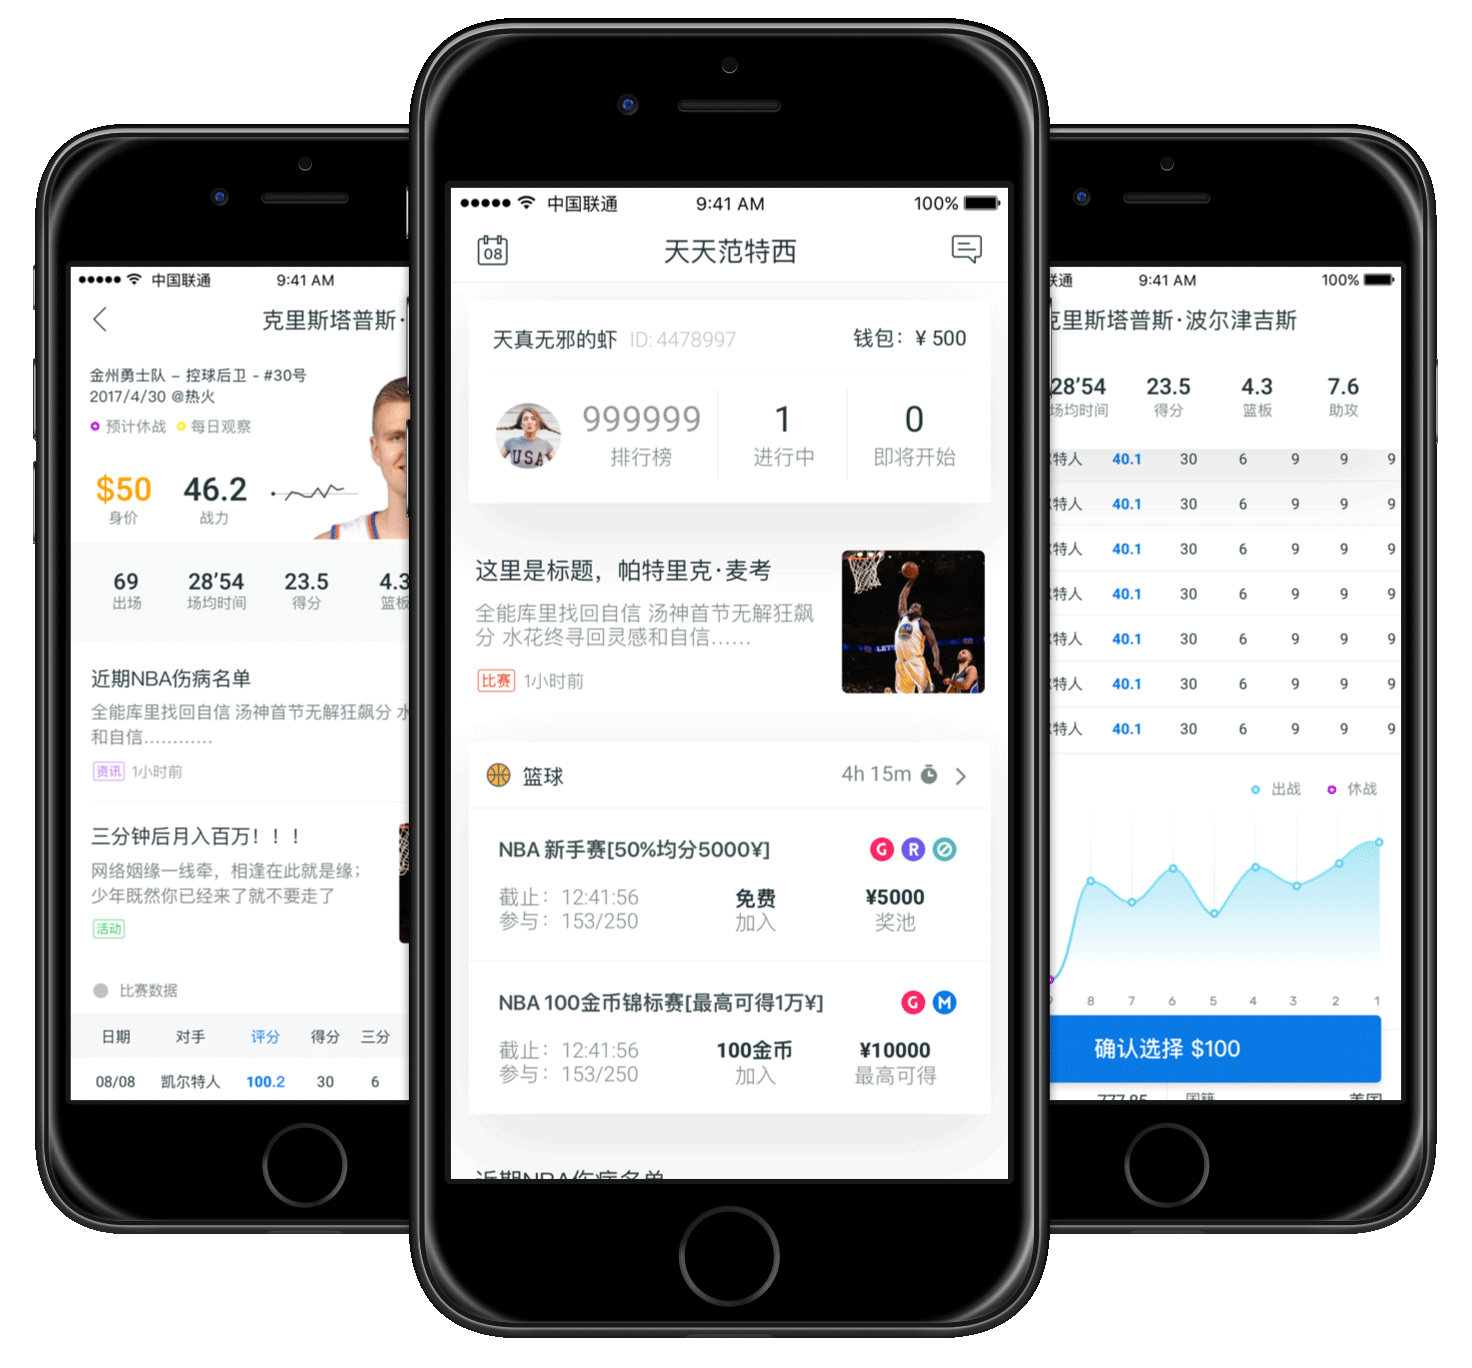 中国联通 9:41 AM
克里斯塔普斯·
金州勇士队 – 控球后卫 - #30号
2017/4/30 @热火
预计休战 每日观察
$50 46.2
身价 战力
69 28’54 23.5 4.3
出场 场均时间 得分 篮板
近期NBA伤病名单
全能库里找回自信 汤神首节无解狂飙分 水
和自信…………
资讯 1小时前
三分钟后月入百万！！！
网络姻缘一线牵，相逢在此就是缘；
少年既然你已经来了就不要走了
活动
比赛数据
日期 对手 评分 得分 三分
08/08 凯尔特人 100.2 30 6
中国联通 9:41 AM 100%
08 天天范特西
天真无邪的虾 ID: 4478997 钱包：¥ 500
999999 1 0
排行榜 进行中 即将开始
USA
这里是标题，帕特里克·麦考
全能库里找回自信 汤神首节无解狂飙
分 水花终寻回灵感和自信……
比赛 1小时前
篮球 4h 15m
NBA 新手赛[50%均分5000¥] G R
截止：12:41:56 免费 ¥5000
参与：153/250 加入 奖池
NBA 100金币锦标赛[最高可得1万¥] G M
截止：12:41:56 100金币 ¥10000
参与：153/250 加入 最高可得
近期NBA伤病名单
联通 9:41 AM 100%
克里斯塔普斯·波尔津吉斯
28’54 23.5 4.3 7.6
场均时间 得分 篮板 助攻
特人 40.1 30 6 9 9 9
特人 40.1 30 6 9 9 9
特人 40.1 30 6 9 9 9
特人 40.1 30 6 9 9 9
特人 40.1 30 6 9 9 9
特人 40.1 30 6 9 9 9
特人 40.1 30 6 9 9 9
出战 休战
9 8 7 6 5 4 3 2 1
确认选择 $100
777.85 国籍 美国